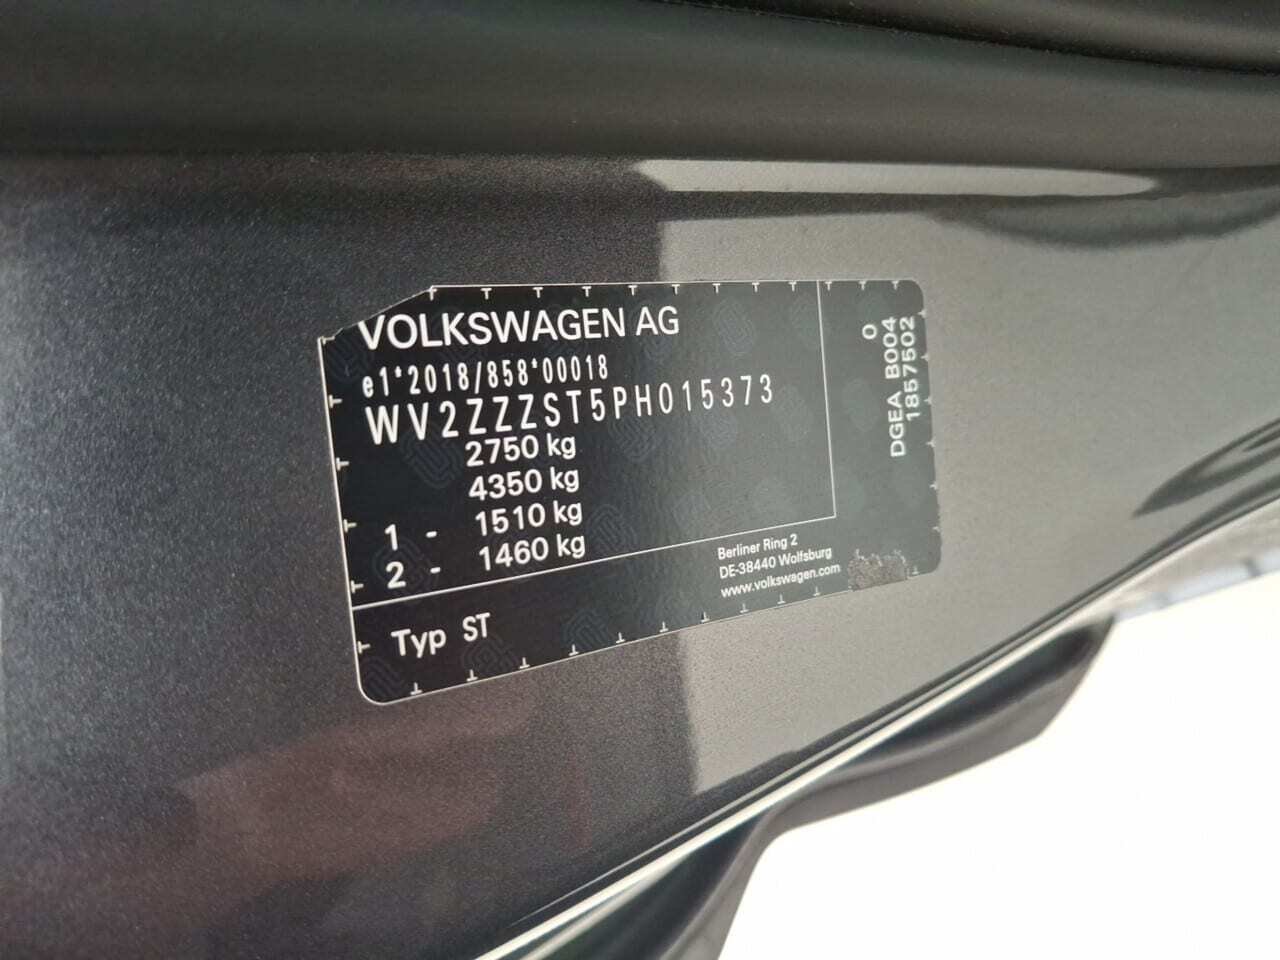 VOLKSWAGEN AG
e1*2018/858*00018
WV2ZZZST5PH015373
2750 kg
4350 kg
1 - 1510 kg
2 - 1460 kg
Typ ST
Berliner Ring 2
DE-38440 Wolfsburg
www.volkswagen.com
0
DGEA B004
1857502